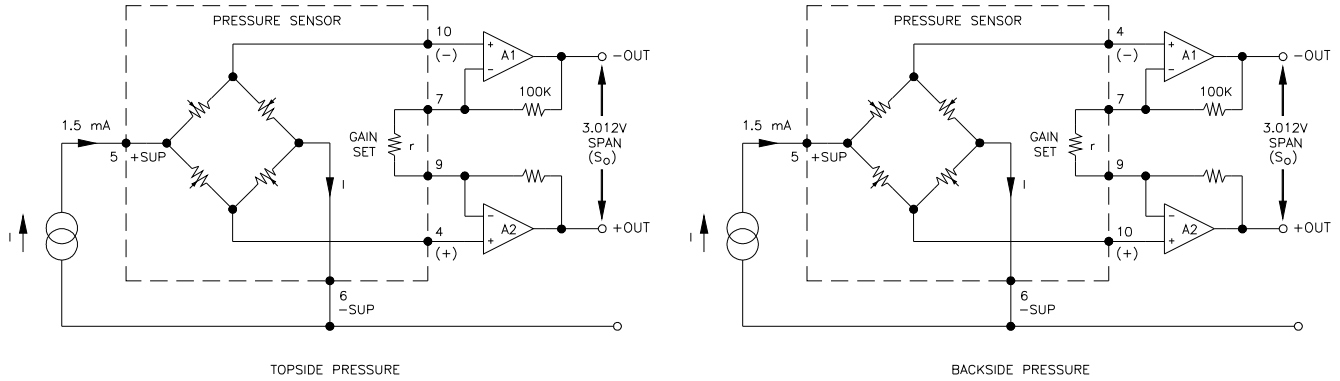 PRESSURE SENSOR
10
(−)
+
A1
−
−OUT
7
100K
1.5 mA
GAIN
SET
r
3.012V
SPAN
(So)
5
+SUP
9
I
−
A2
+
4
(+)
+OUT
I
6
−SUP
TOPSIDE PRESSURE
PRESSURE SENSOR
4
(−)
+
A1
−
−OUT
7
100K
1.5 mA
GAIN
SET
r
3.012V
SPAN
(So)
5
+SUP
9
I
−
A2
+
10
(+)
+OUT
I
6
−SUP
BACKSIDE PRESSURE